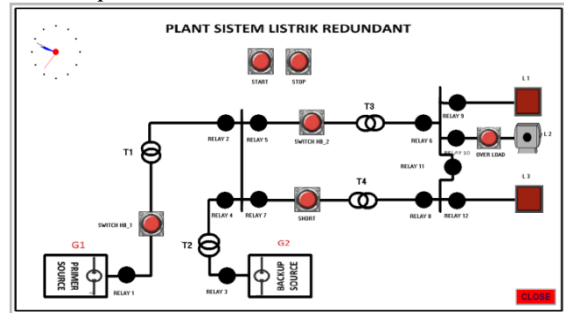 PLANT SISTEM LISTRIK REDUNDANT
START
STOP
L 1
T3
RELAY 9
RELAY 2
RELAY 5
SWITCH HB_2
RELAY 6
RELAY 10
OVER LOAD
L 2
T1
RELAY 11
T4
L 3
SWITCH HB_1
RELAY 4
RELAY 7
SHORT
RELAY 8
RELAY 12
G1
T2
G2
PRIMER
SOURCE
BACKUP
SOURCE
RELAY 1
RELAY 3
CLOSE